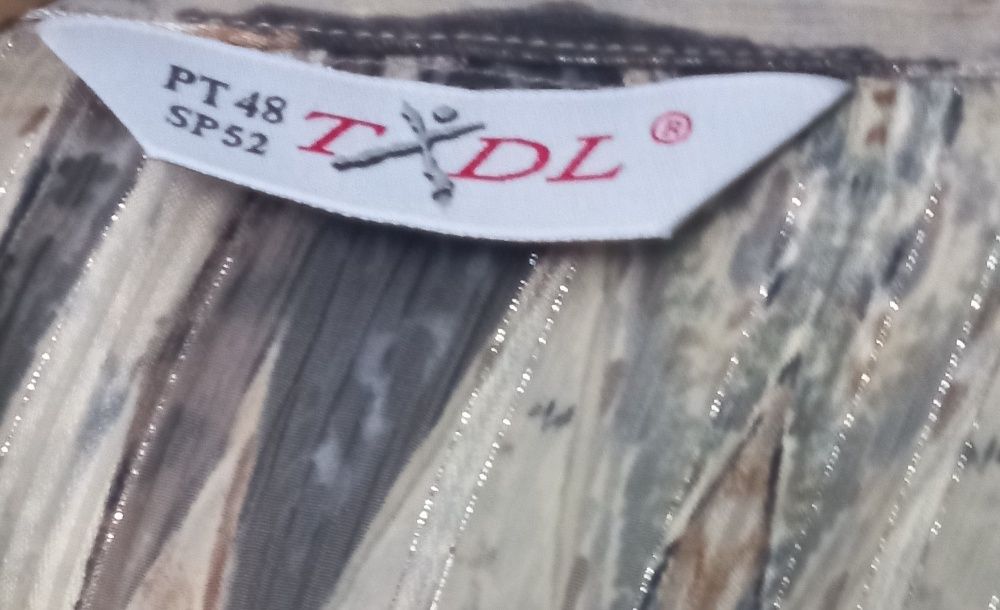 PT 48
SP 52
TXDL ®